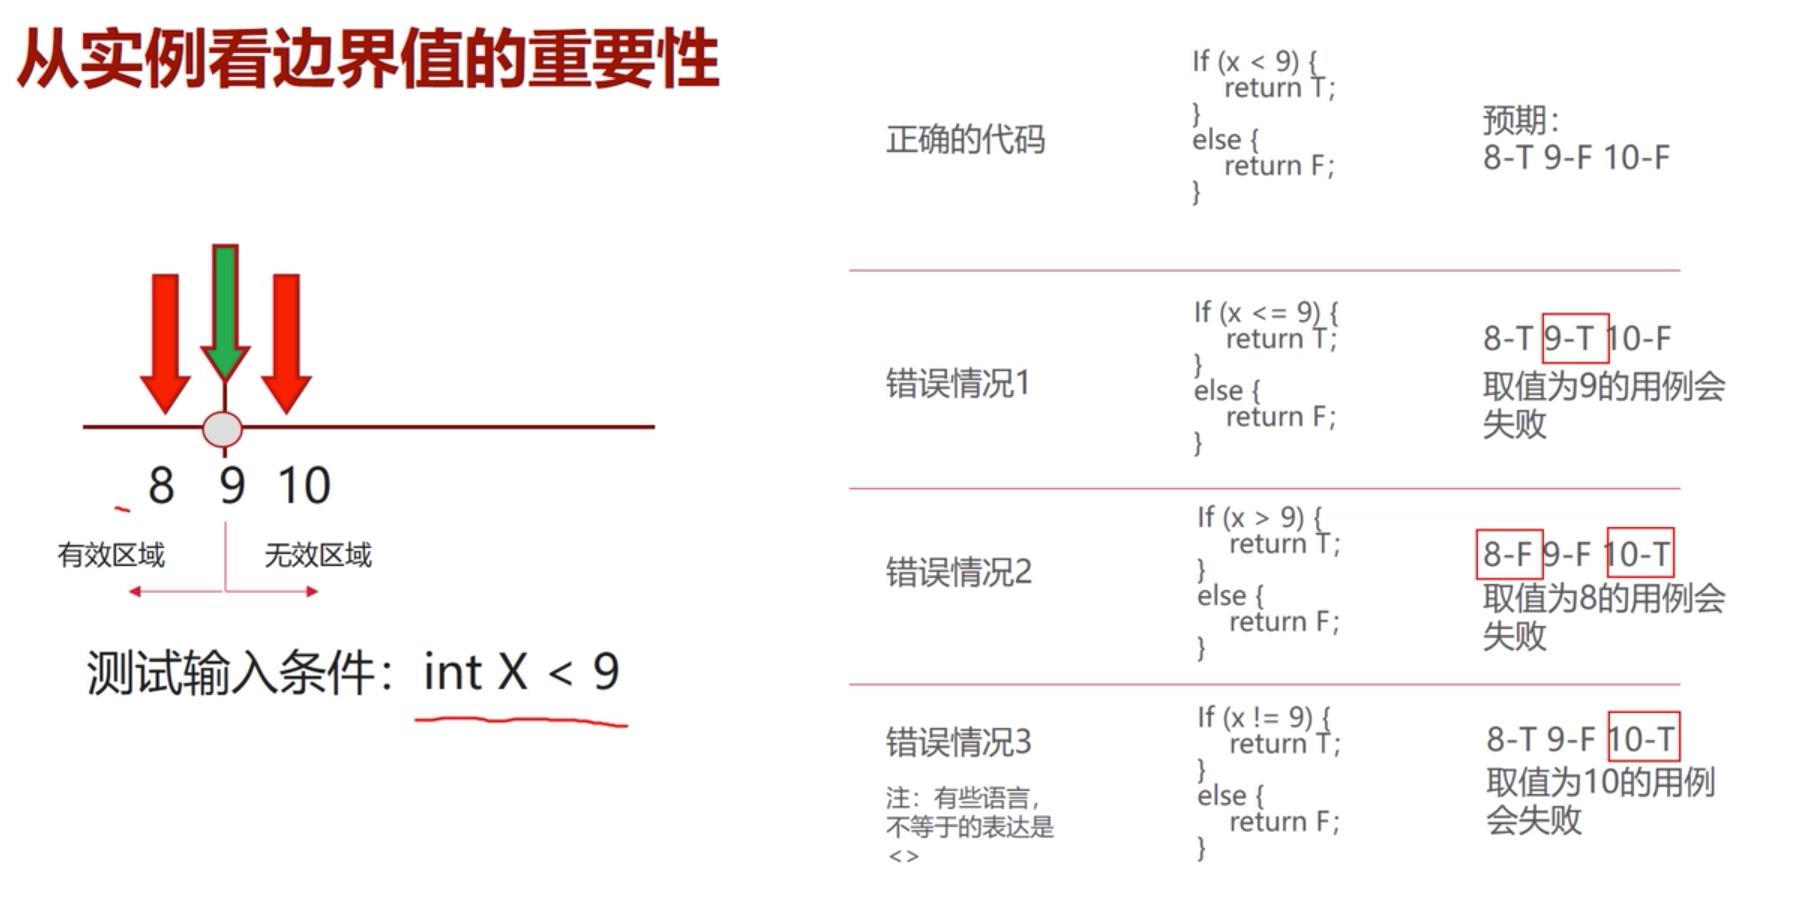 从实例看边界值的重要性
8 9 10
有效区域
无效区域
测试输入条件：int X < 9
正确的代码
If (x < 9) {
return T;
}
else {
return F;
}
预期：
8-T 9-F 10-F
错误情况1
If (x <= 9) {
return T;
}
else {
return F;
}
8-T 9-T 10-F
取值为9的用例会
失败
错误情况2
If (x > 9) {
return T;
}
else {
return F;
}
8-F 9-F 10-T
取值为8的用例会
失败
错误情况3
注：有些语言，
不等于的表达是
<>
If (x != 9) {
return T;
}
else {
return F;
}
8-T 9-F 10-T
取值为10的用例
会失败